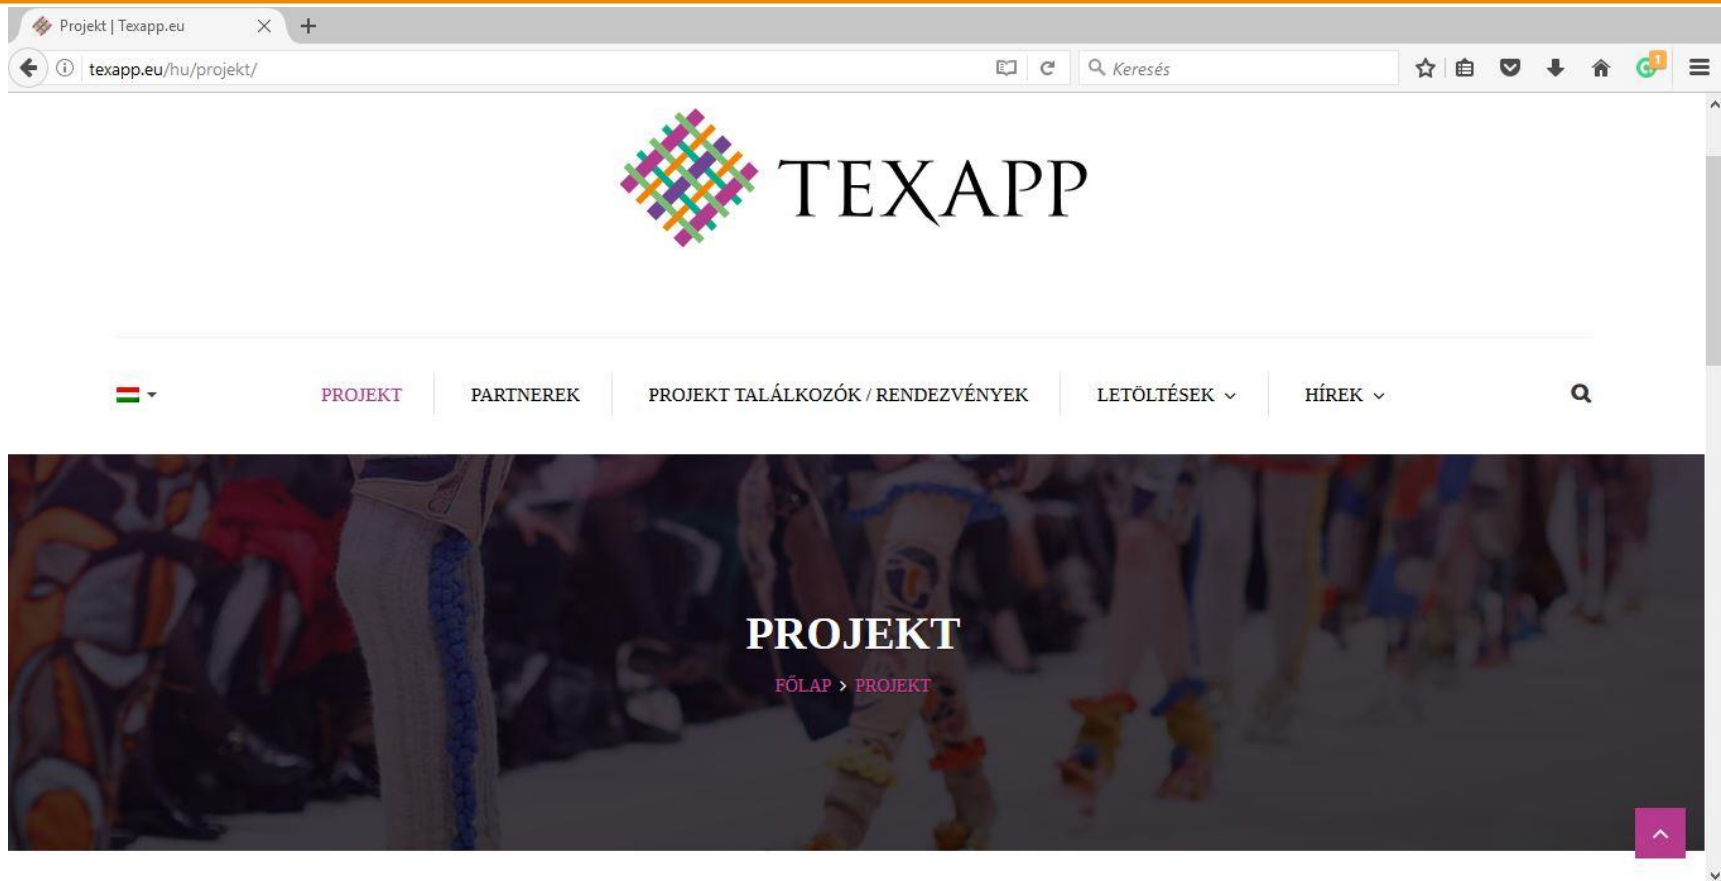 Projekt | Texapp.eu
texapp.eu/hu/projekt/
Keresés
1
TEXAPP
PROJEKT
PARTNEREK
PROJEKT TALÁLKOZÓK / RENDEZVÉNYEK
LETÖLTÉSEK
HÍREK
PROJEKT
FŐLAP > PROJEKT